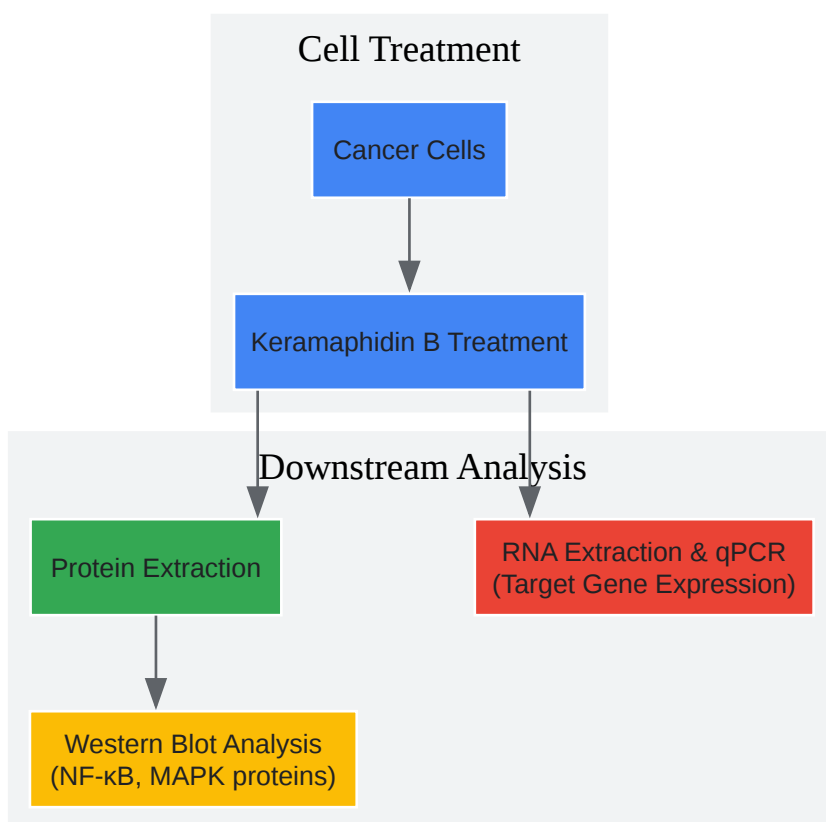 Cell Treatment
Cancer Cells
Keramaphidin B Treatment
Downstream Analysis
Protein Extraction
RNA Extraction & qPCR
(Target Gene Expression)
Western Blot Analysis
(NF-κB, MAPK proteins)